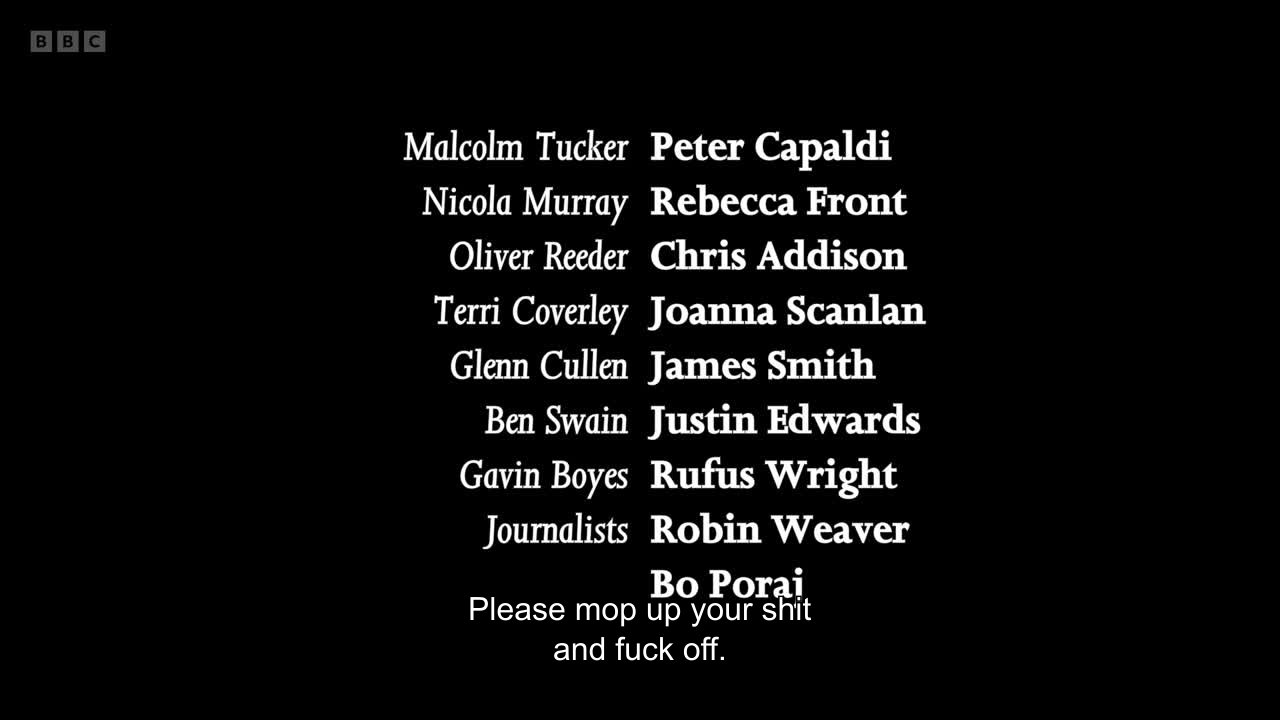 BBC
Malcolm Tucker Peter Capaldi
Nicola Murray Rebecca Front
Oliver Reeder Chris Addison
Terri Coverley Joanna Scanlan
Glenn Cullen James Smith
Ben Swain Justin Edwards
Gavin Boyes Rufus Wright
Journalists Robin Weaver
Bo Porai
Please mop up your shit
and fuck off.